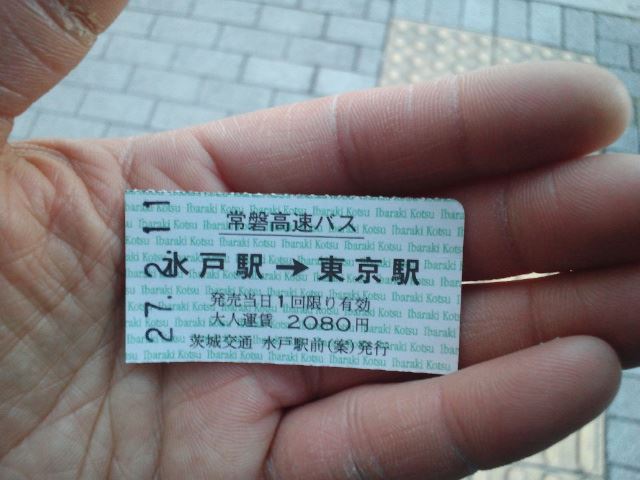 27.2.11
常磐高速バス
水戸駅→東京駅
発売当日1回限り有効
大人運賃 2080円
茨城交通 水戸駅前(案)発行
Ibaraki Kotsu